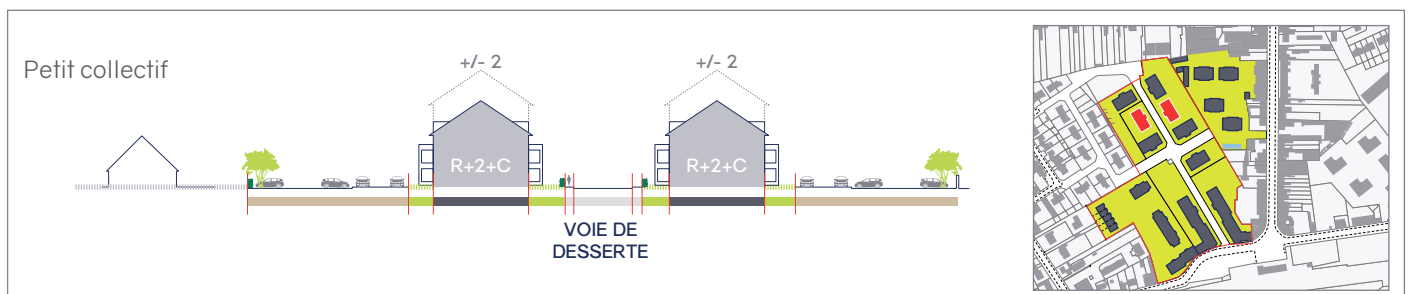 Petit collectif
+/- 2
+/- 2
R+2+C
R+2+C
VOIE DE
DESSERTE